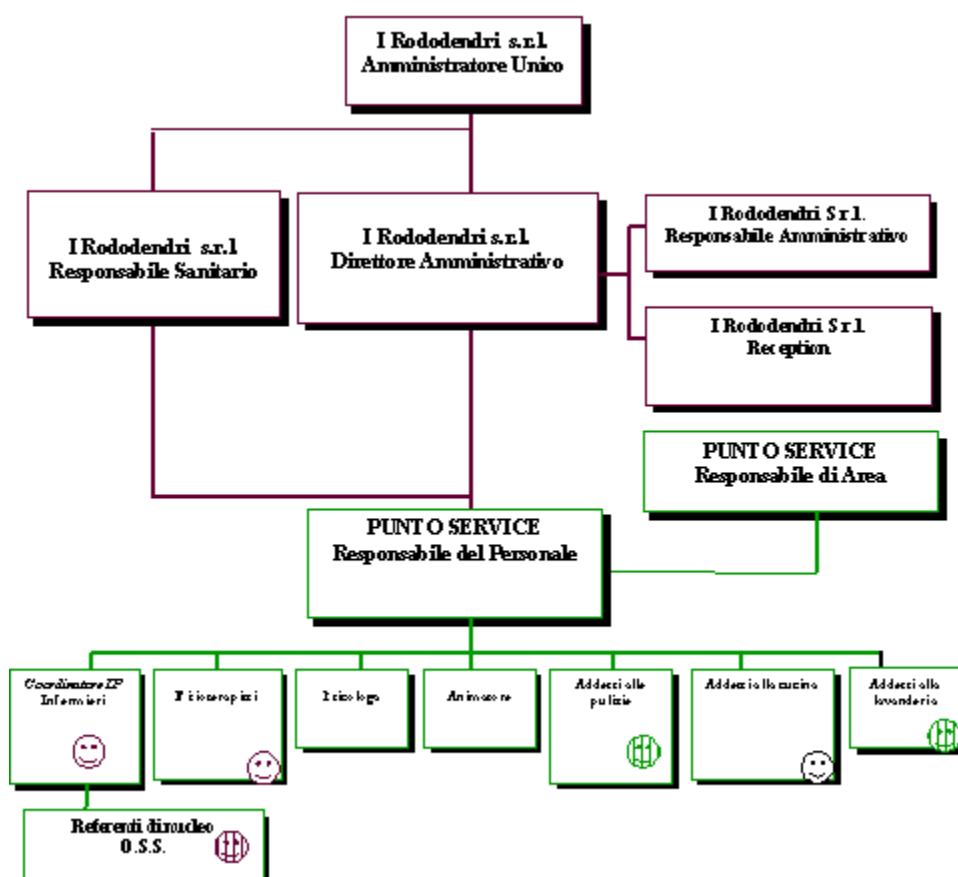 I Rododendri s.r.l.
Amministratore Unico
I Rododendri s.r.l.
Responsabile Sanitario
I Rododendri s.r.l.
Direttore Amministrativo
I Rododendri S r l.
Responsabile Amministrativo
I Rododendri S r l.
Reception
PUNTO SERVICE
Responsabile di Area
PUNTO SERVICE
Responsabile del Personale
Coordinatore IP
Infermieri
Fisioterapisti
Psicologa
Animatore
Addetti alle
pulizie
Addetti alla cucina
Addetti alla
lavanderia
Referenti di nucleo
O.S.S.